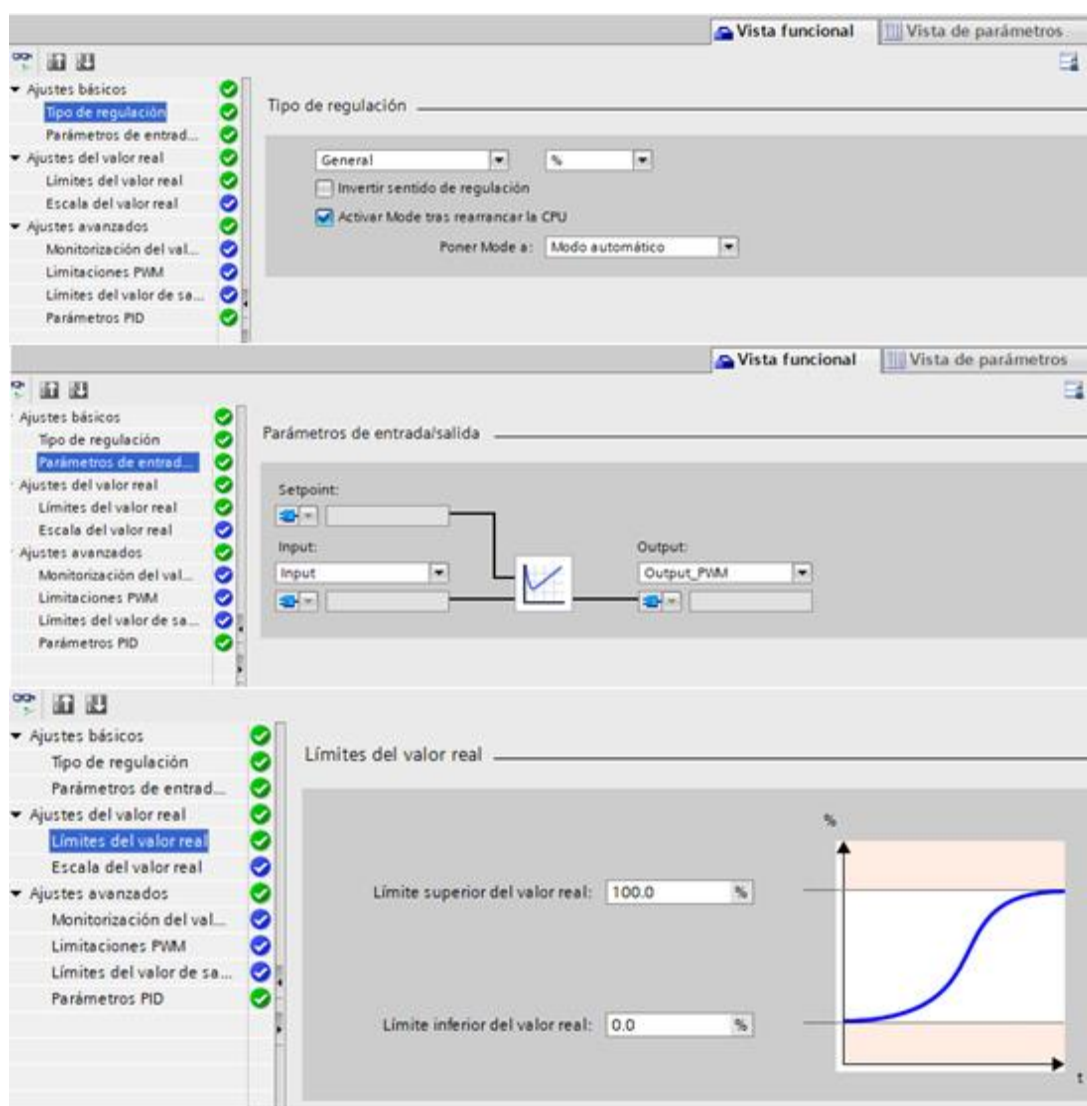 Vista funcional Vista de parámetros
Ajustes básicos
Tipo de regulación
Parámetros de entrad...
Ajustes del valor real
Límites del valor real
Escala del valor real
Ajustes avanzados
Monitorización del val...
Limitaciones PWM
Límites del valor de sa...
Parámetros PID
Tipo de regulación
General %
Invertir sentido de regulación
Activar Mode tras rearrancar la CPU
Poner Mode a: Modo automático
Vista funcional Vista de parámetros
Ajustes básicos
Tipo de regulación
Parámetros de entrad...
Ajustes del valor real
Límites del valor real
Escala del valor real
Ajustes avanzados
Monitorización del val...
Limitaciones PWM
Límites del valor de sa...
Parámetros PID
Parámetros de entrada/salida
Setpoint:
Input:
Input
Output:
Output_PWM
Ajustes básicos
Tipo de regulación
Parámetros de entrad...
Ajustes del valor real
Límites del valor real
Escala del valor real
Ajustes avanzados
Monitorización del val...
Limitaciones PWM
Límites del valor de sa...
Parámetros PID
Límites del valor real
Límite superior del valor real: 100.0 %
Límite inferior del valor real: 0.0 %
%
t